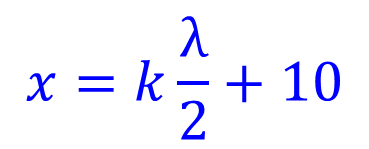 x = k λ/2 + 10